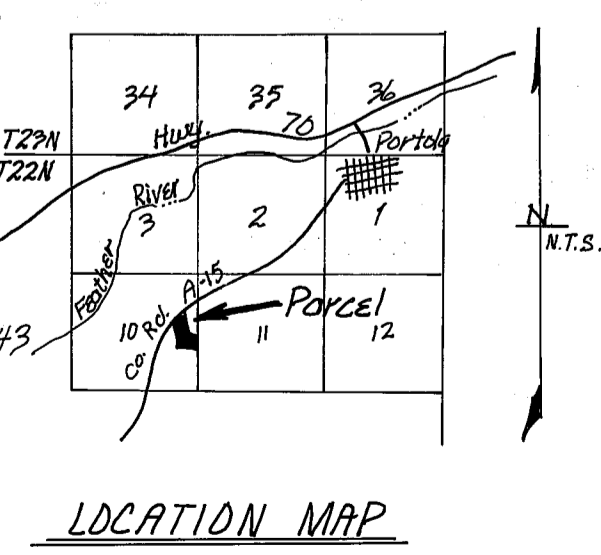 34
35
36
T23N
Hwy. 70
Portola
T22N
River
3
2
1
N
N.T.S.
Feather
Co. Rd. A-15
Parcel
43
10
11
12
LOCATION MAP